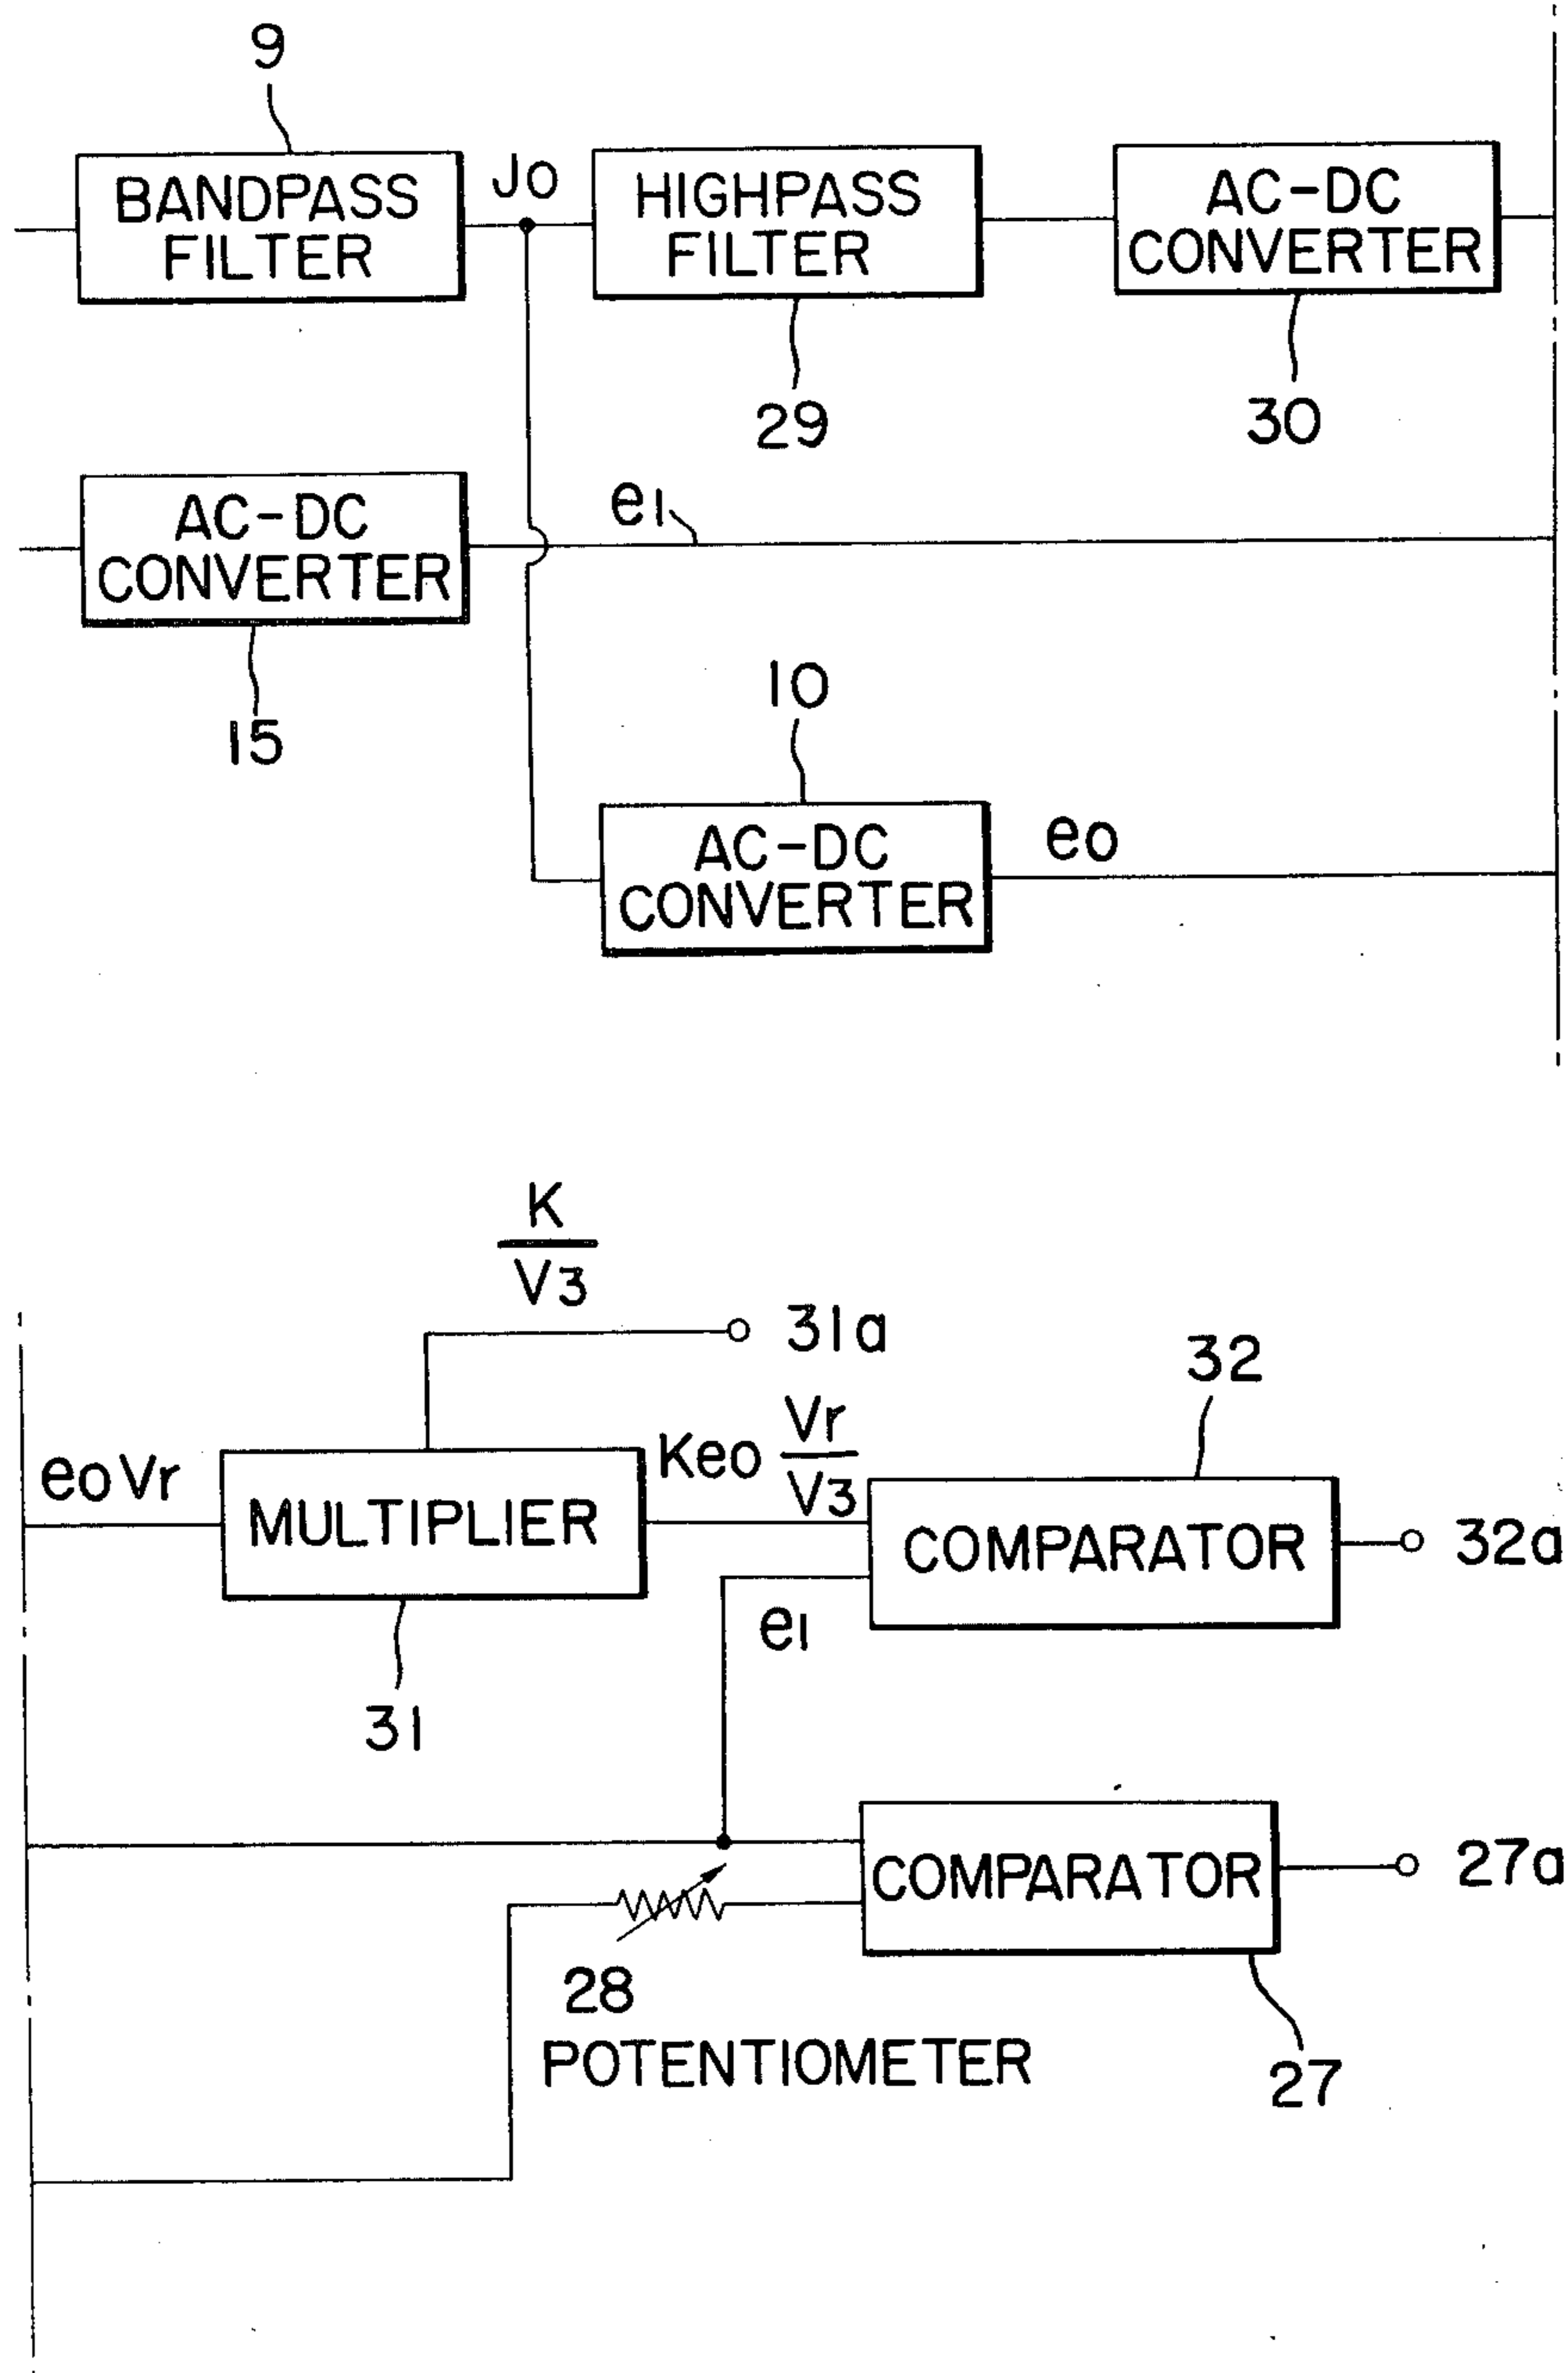 9
BANDPASS
FILTER
Jo
HIGHPASS
FILTER
AC-DC
CONVERTER
29
30
AC-DC
CONVERTER
e1
15
10
AC-DC
CONVERTER
eo
K
V3
31a
32
eoVr
MULTIPLIER
Keo Vr
V3
COMPARATOR
32a
e1
31
COMPARATOR
27a
28
POTENTIOMETER
27